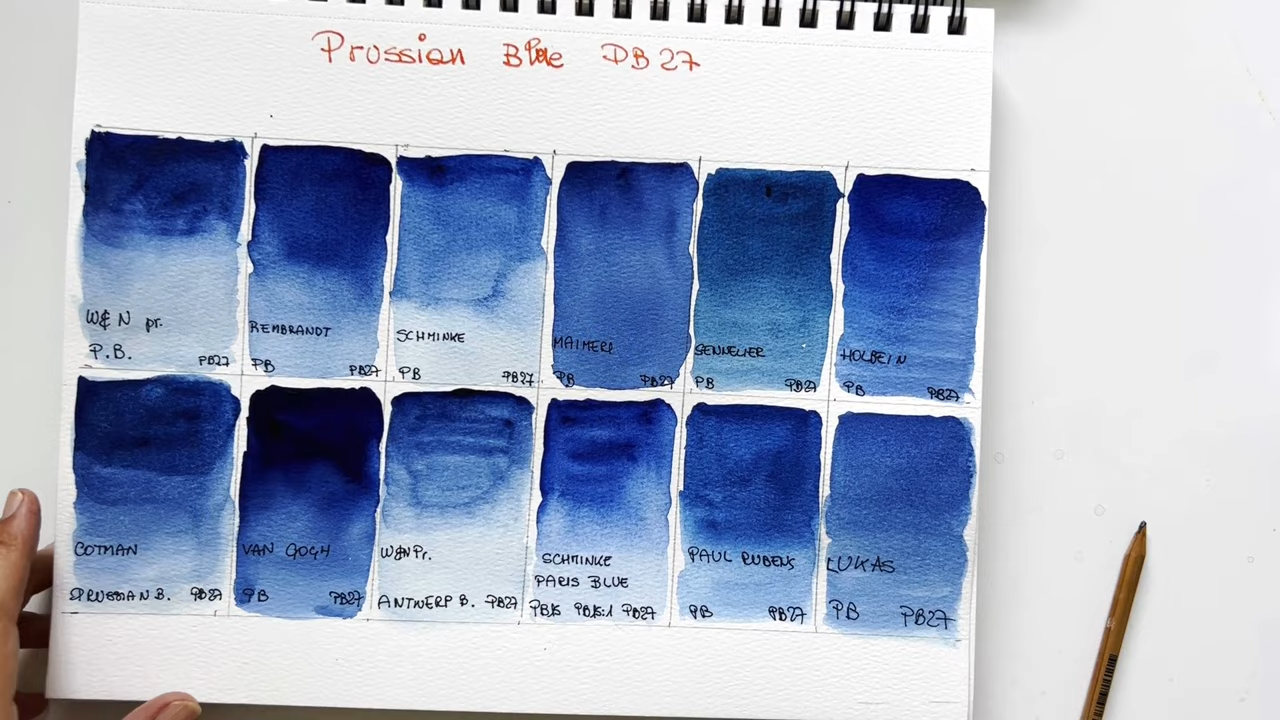 Prussian Blue PB27
W&N pr.
P.B. PB27
REMBRANDT
PB PB27
SCHMINKE
PB PB27
MAIMERI
PB PB27
SENNELIER
PB PB27
HOLBEIN
PB PB27
COTMAN
PRUSSIAN B. PB27
VAN GOGH
PB PB27
W&N Pr.
ANTWERP B. PB27
SCHMINKE
PARIS BLUE
PB15 PB15:1 PB27
PAUL RUBENS
PB PB27
LUKAS
PB PB27